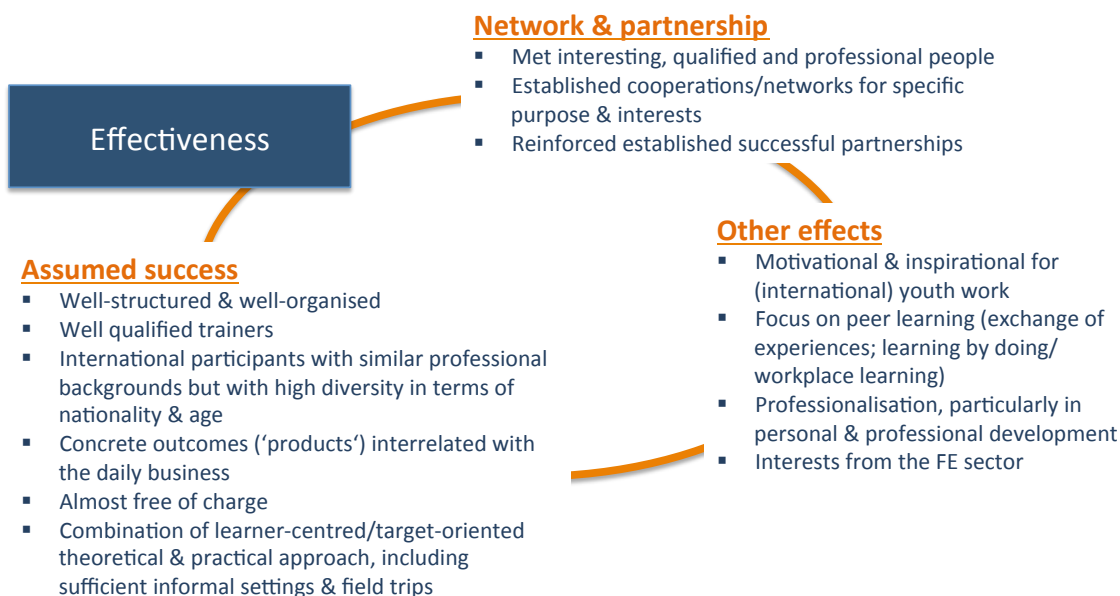 Effectiveness
Network & partnership
▪ Met interesting, qualified and professional people
▪ Established cooperations/networks for specific
purpose & interests
▪ Reinforced established successful partnerships
Other effects
▪ Motivational & inspirational for
(international) youth work
▪ Focus on peer learning (exchange of
experiences; learning by doing/
workplace learning)
▪ Professionalisation, particularly in
personal & professional development
▪ Interests from the FE sector
Assumed success
▪ Well-structured & well-organised
▪ Well qualified trainers
▪ International participants with similar professional
backgrounds but with high diversity in terms of
nationality & age
▪ Concrete outcomes (‘products‘) interrelated with
the daily business
▪ Almost free of charge
▪ Combination of learner-centred/target-oriented
theoretical & practical approach, including
sufficient informal settings & field trips